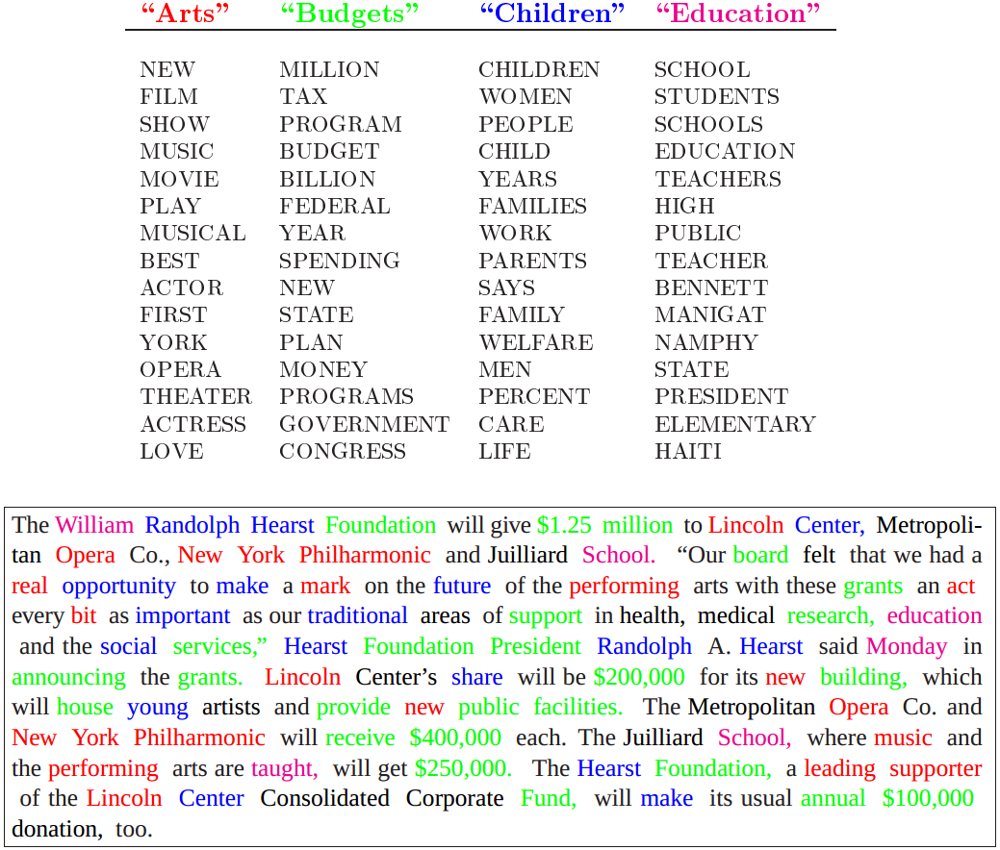 “Arts” “Budgets” “Children” “Education”
NEW MILLION CHILDREN SCHOOL
FILM TAX WOMEN STUDENTS
SHOW PROGRAM PEOPLE SCHOOLS
MUSIC BUDGET CHILD EDUCATION
MOVIE BILLION YEARS TEACHERS
PLAY FEDERAL FAMILIES HIGH
MUSICAL YEAR WORK PUBLIC
BEST SPENDING PARENTS TEACHER
ACTOR NEW SAYS BENNETT
FIRST STATE FAMILY MANIGAT
YORK PLAN WELFARE NAMPHY
OPERA MONEY MEN STATE
THEATER PROGRAMS PERCENT PRESIDENT
ACTRESS GOVERNMENT CARE ELEMENTARY
LOVE CONGRESS LIFE HAITI
The William Randolph Hearst Foundation will give $1.25 million to Lincoln Center, Metropoli-
tan Opera Co., New York Philharmonic and Juilliard School. “Our board felt that we had a
real opportunity to make a mark on the future of the performing arts with these grants an act
every bit as important as our traditional areas of support in health, medical research, education
and the social services,” Hearst Foundation President Randolph A. Hearst said Monday in
announcing the grants. Lincoln Center’s share will be $200,000 for its new building, which
will house young artists and provide new public facilities. The Metropolitan Opera Co. and
New York Philharmonic will receive $400,000 each. The Juilliard School, where music and
the performing arts are taught, will get $250,000. The Hearst Foundation, a leading supporter
of the Lincoln Center Consolidated Corporate Fund, will make its usual annual $100,000
donation, too.